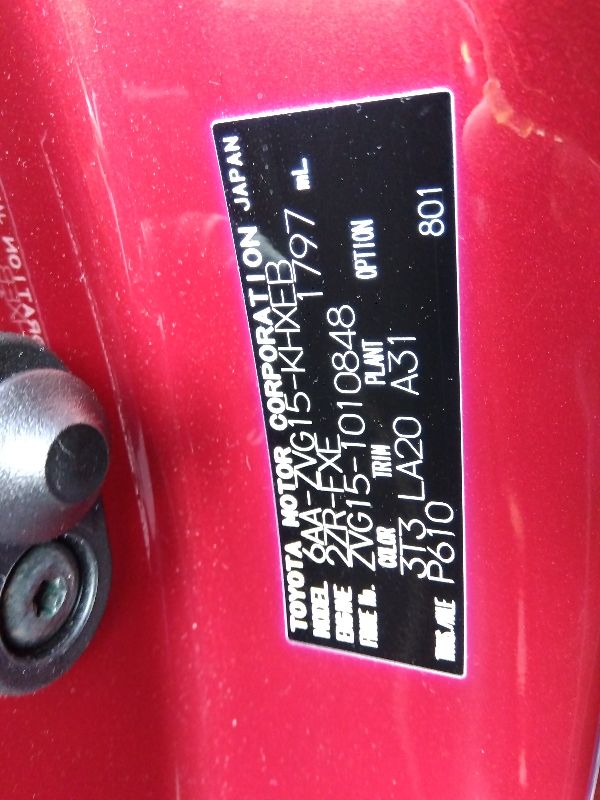 TOYOTA MOTOR CORPORATION JAPAN
MODEL 6AA-ZVG15-KHXEB
ENGINE 2ZR-FXE 1797 mL
FRAME No. ZVG15-1010848
COLOR TRIM PLANT OPTION
3T3 LA20 A31
TRANS./AXLE P610 801